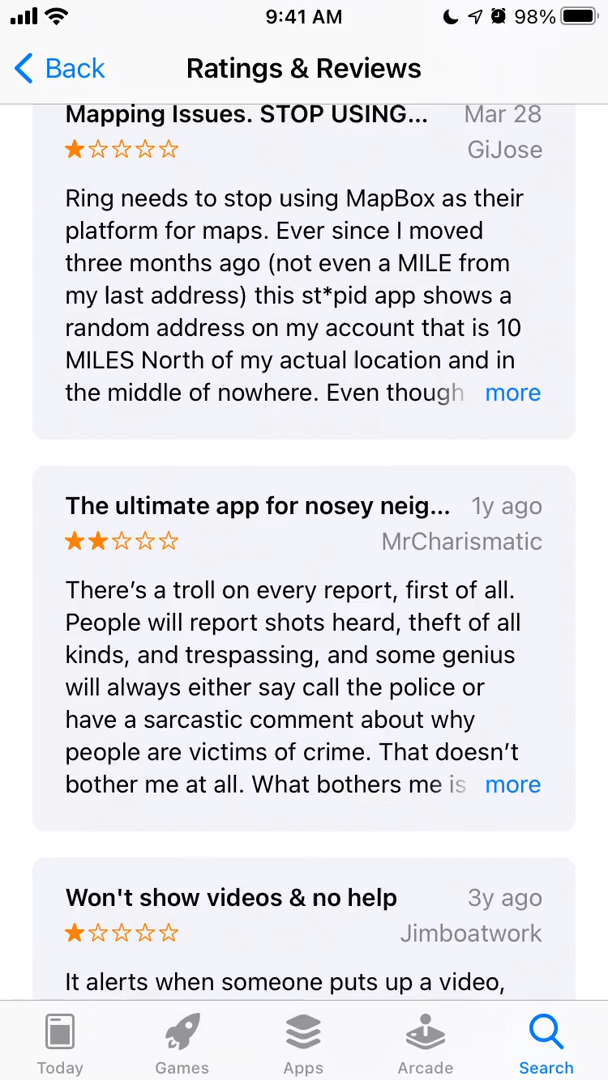 9:41 AM
98%
Back
Ratings & Reviews
Mapping Issues. STOP USING...
Mar 28
GiJose
Ring needs to stop using MapBox as their
platform for maps. Ever since I moved
three months ago (not even a MILE from
my last address) this st*pid app shows a
random address on my account that is 10
MILES North of my actual location and in
the middle of nowhere. Even though more
The ultimate app for nosey neig...
1y ago
MrCharismatic
There’s a troll on every report, first of all.
People will report shots heard, theft of all
kinds, and trespassing, and some genius
will always either say call the police or
have a sarcastic comment about why
people are victims of crime. That doesn’t
bother me at all. What bothers me is more
Won't show videos & no help
3y ago
Jimboatwork
It alerts when someone puts up a video,
Today
Games
Apps
Arcade
Search